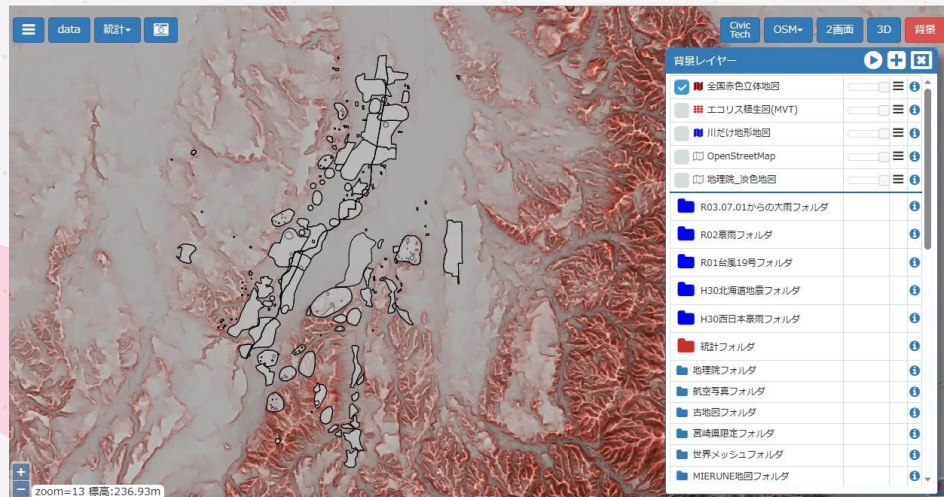 data
統計
Civic
Tech
OSM
2画面
3D
背景
背景レイヤー
全国赤色立体地図
エコリス植生図(MVT)
川だけ地形地図
OpenStreetMap
地理院_淡色地図
R03.07.01からの大雨フォルダ
R02豪雨フォルダ
R01台風19号フォルダ
H30北海道地震フォルダ
H30西日本豪雨フォルダ
統計フォルダ
地理院フォルダ
航空写真フォルダ
古地図フォルダ
宮崎県限定フォルダ
世界メッシュフォルダ
MIERUNE地図フォルダ
zoom=13 標高:236.93m